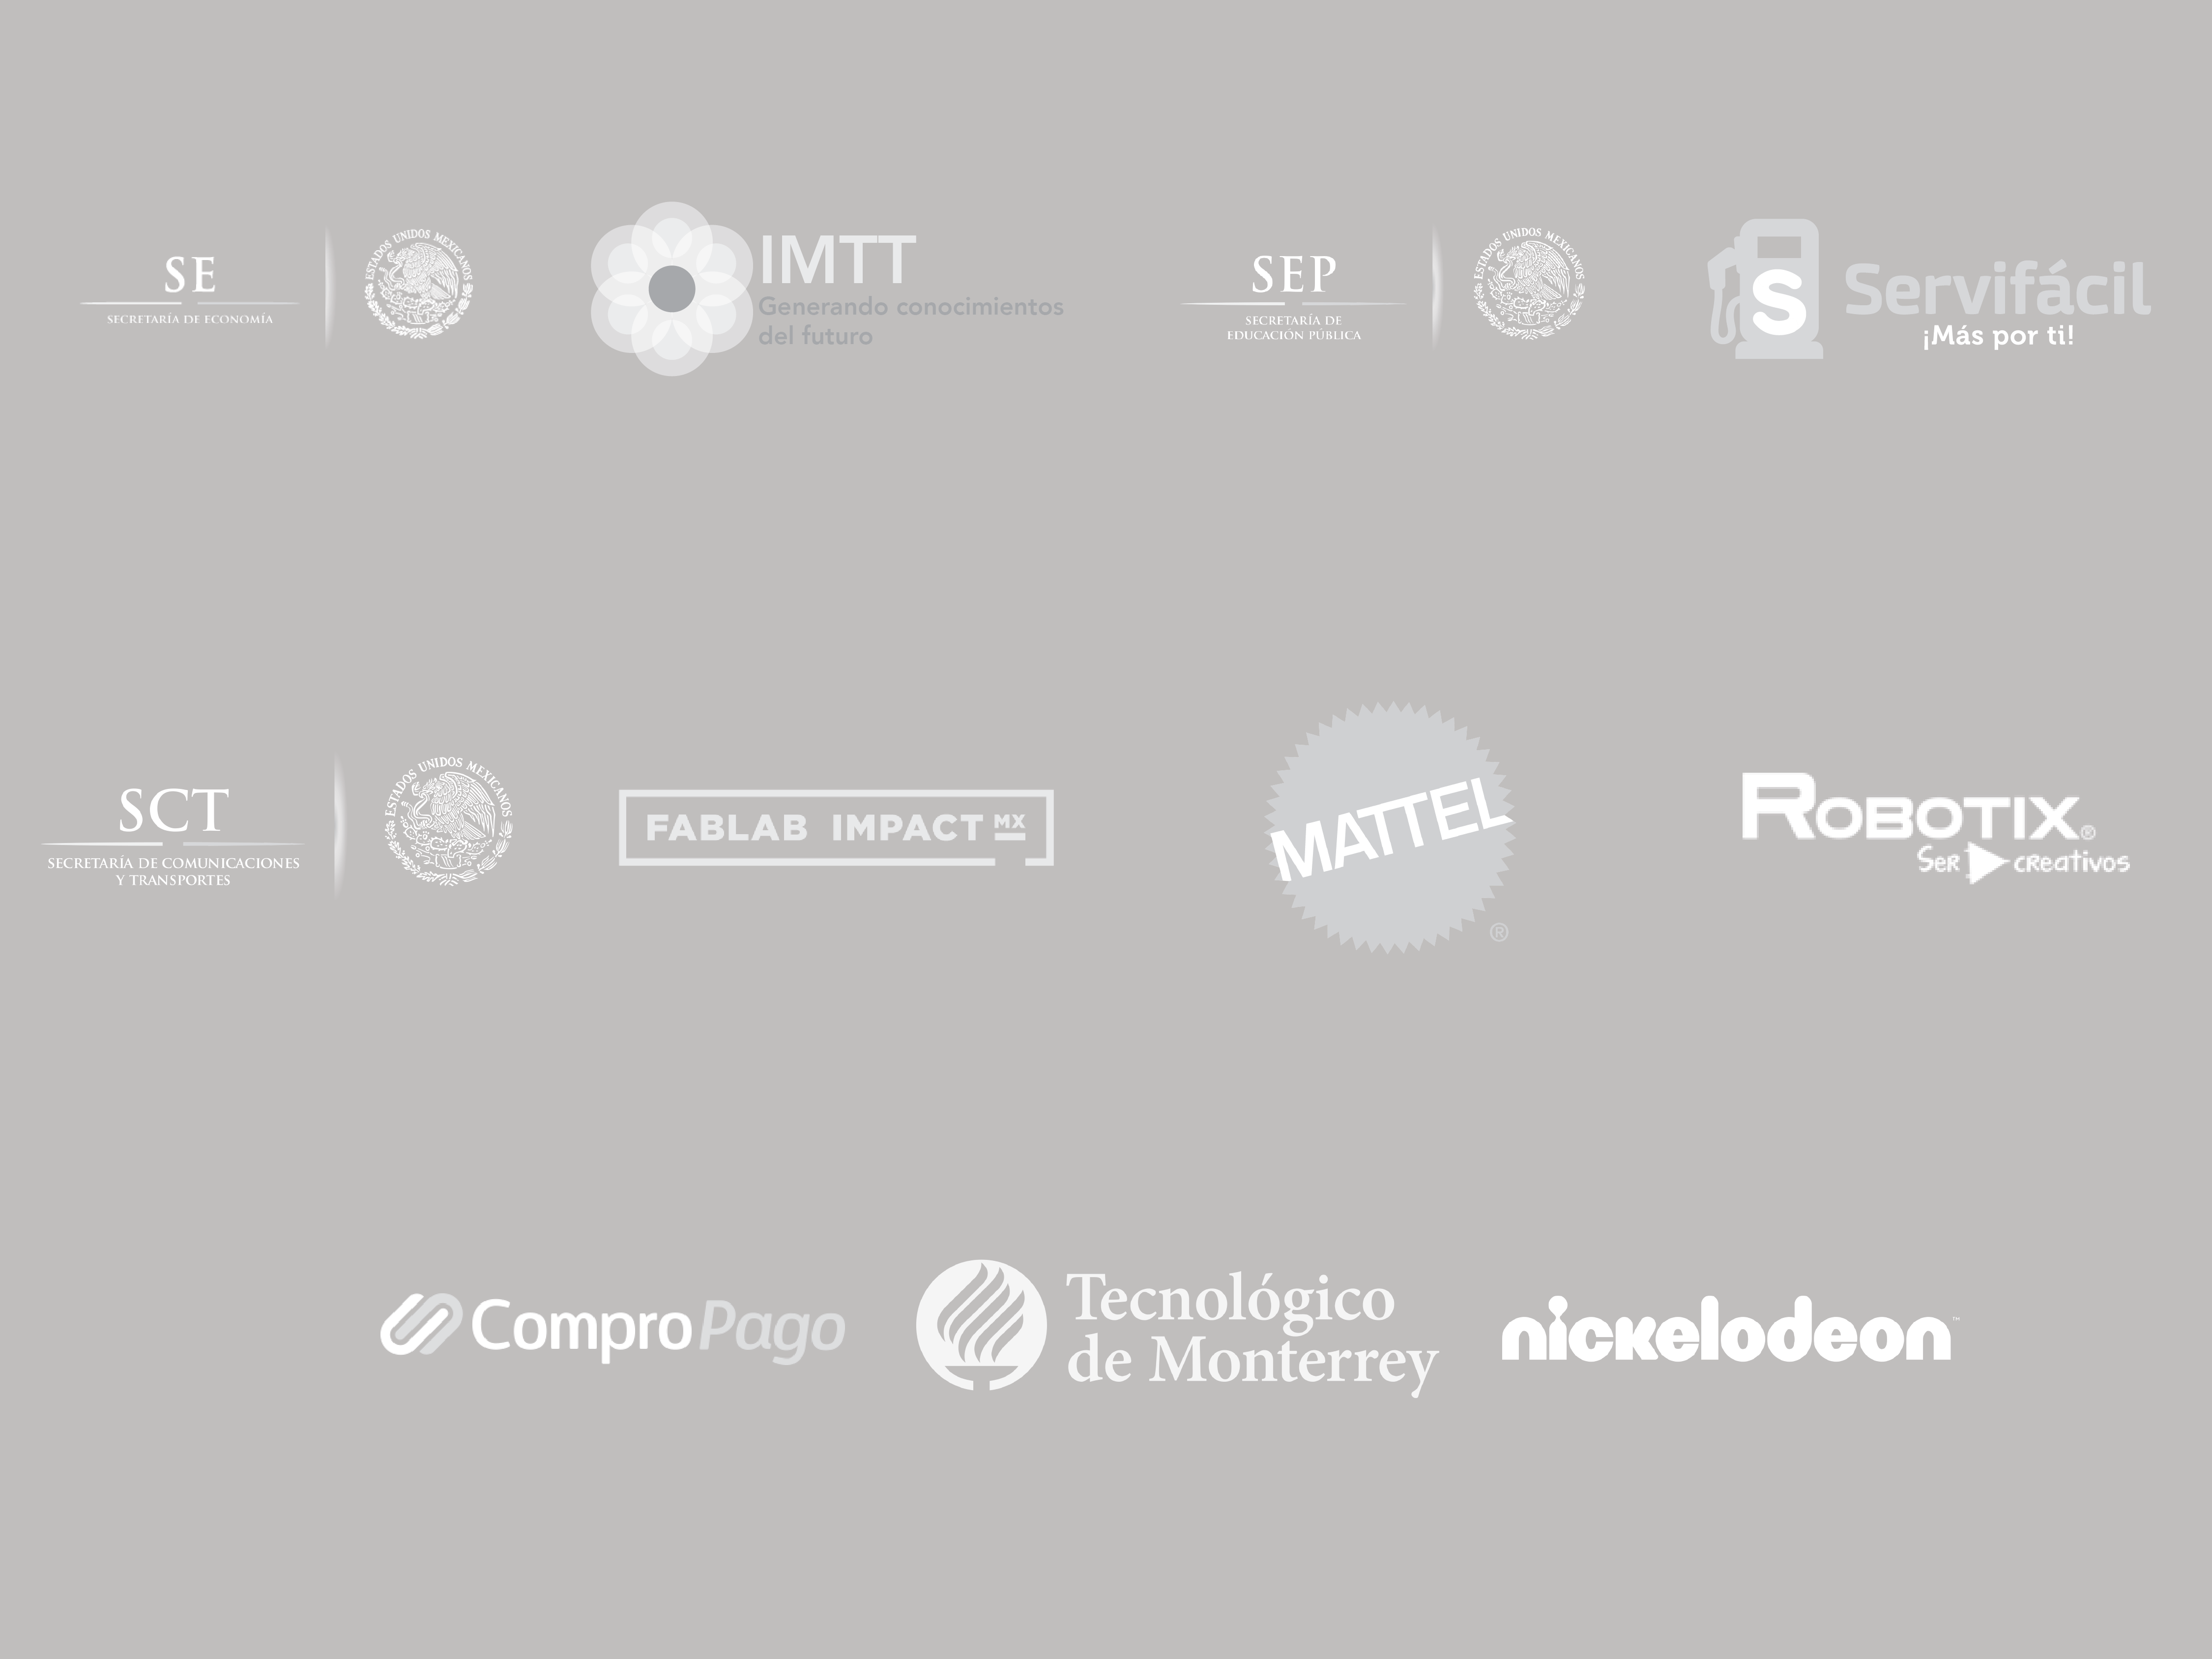 SE
SECRETARÍA DE ECONOMÍA
ESTADOS UNIDOS MEXICANOS
IMTT
Generando conocimientos
del futuro
SEP
SECRETARÍA DE
EDUCACIÓN PÚBLICA
ESTADOS UNIDOS MEXICANOS
S
Servifácil
¡Más por ti!
SCT
SECRETARÍA DE COMUNICACIONES
Y TRANSPORTES
ESTADOS UNIDOS MEXICANOS
FABLAB IMPACT MX
MATTEL
®
ROBOTIX®
Ser creativos
ComproPago
Tecnológico
de Monterrey
nickelodeon™